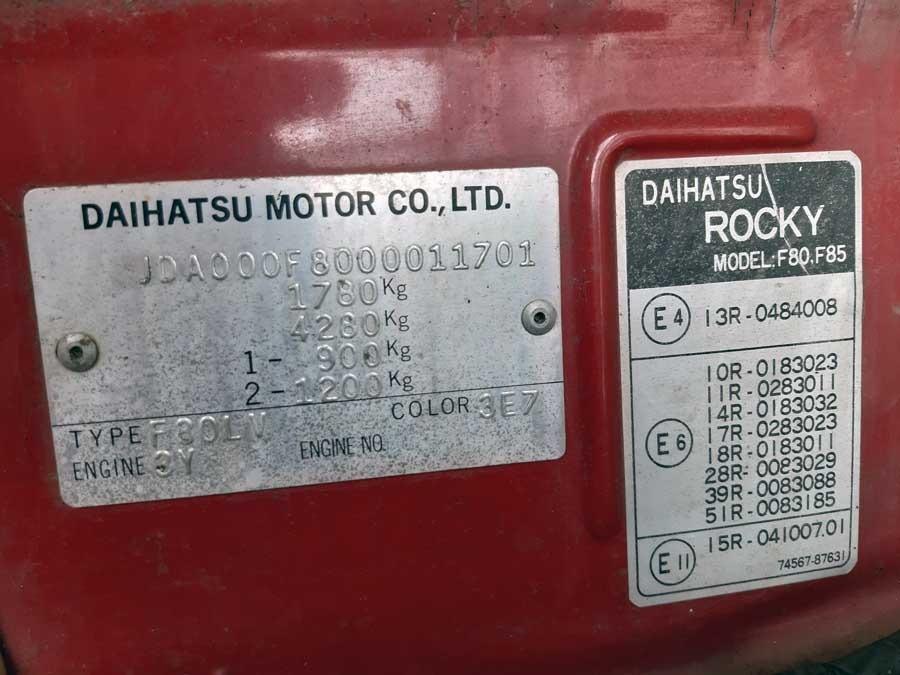 DAIHATSU MOTOR CO., LTD.
JDA000F8000011701
1780Kg
4280Kg
1- 900Kg
2-1200Kg
TYPE F80LV COLOR 3E7
ENGINE 3Y ENGINE NO.
DAIHATSU
ROCKY
MODEL:F80.F85
E4 13R-0484008
10R-0183023
11R-0283011
14R-0183032
E6 17R-0283023
18R-0183011
28R-0083029
39R-0083088
51R-0083185
E11 15R-041007.01
74567-87631